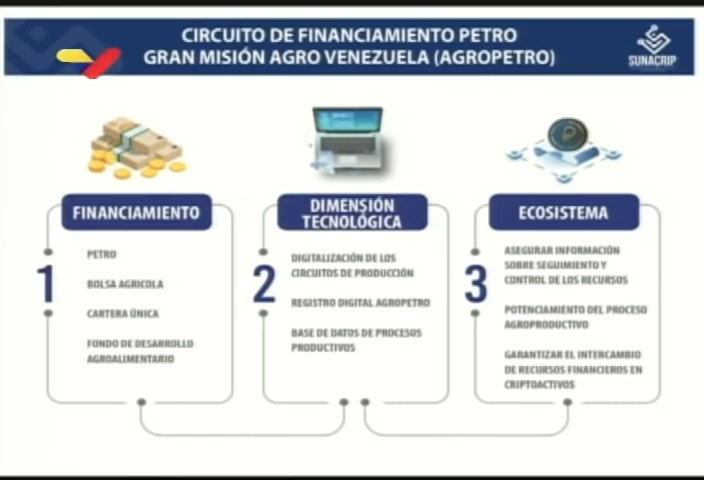 CIRCUITO DE FINANCIAMIENTO PETRO
GRAN MISIÓN AGRO VENEZUELA (AGROPETRO)
SUNACRIP
FINANCIAMIENTO
1
PETRO
BOLSA AGRICOLA
CARTERA ÚNICA
FONDO DE DESARROLLO
AGROALIMENTARIO
DIMENSIÓN
TECNOLÓGICA
2
DIGITALIZACIÓN DE LOS
CIRCUITOS DE PRODUCCIÓN
REGISTRO DIGITAL AGROPETRO
BASE DE DATOS DE PROCESOS
PRODUCTIVOS
ECOSISTEMA
3
ASEGURAR INFORMACIÓN
SOBRE SEGUIMIENTO Y
CONTROL DE LOS RECURSOS
POTENCIAMIENTO DEL PROCESO
AGROPRODUCTIVO
GARANTIZAR EL INTERCAMBIO
DE RECURSOS FINANCIEROS EN
CRIPTOACTIVOS